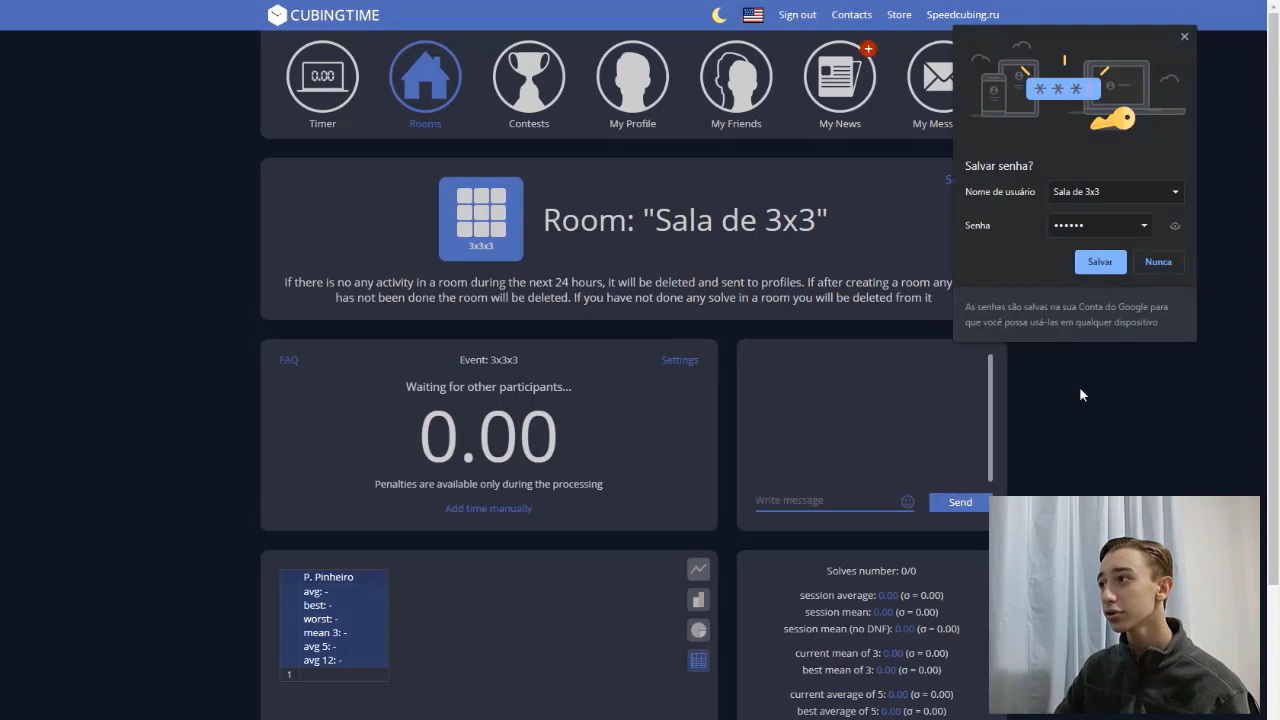 CUBINGTIME
Sign out
Contacts
Store
Speedcubing.ru
0.00
Timer
Rooms
Contests
My Profile
My Friends
+
My News
My Mess
3x3x3
Room: "Sala de 3x3"
If there is no any activity in a room during the next 24 hours, it will be deleted and sent to profiles. If after creating a room any
has not been done the room will be deleted. If you have not done any solve in a room you will be deleted from it
* * *
Salvar senha?
Nome de usuário
Sala de 3x3
Senha
••••••
Salvar
Nunca
As senhas são salvas na sua Conta do Google para
que você possa usá-las em qualquer dispositivo
FAQ
Event: 3x3x3
Settings
Waiting for other participants...
0.00
Penalties are available only during the processing
Add time manually
Write message
Send
P. Pinheiro
avg: -
best: -
worst: -
mean 3: -
avg 5: -
avg 12: -
1
Solves number: 0/0
session average: 0.00 (σ = 0.00)
session mean: 0.00 (σ = 0.00)
session mean (no DNF): 0.00 (σ = 0.00)
current mean of 3: 0.00 (σ = 0.00)
best mean of 3: 0.00 (σ = 0.00)
current average of 5: 0.00 (σ = 0.00)
best average of 5: 0.00 (σ = 0.00)